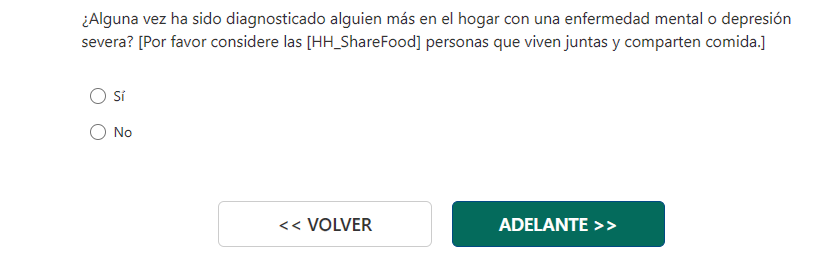 ¿Alguna vez ha sido diagnosticado alguien más en el hogar con una enfermedad mental o depresión
severa? [Por favor considere las [HH_ShareFood] personas que viven juntas y comparten comida.]
Sí
No
<< VOLVER
ADELANTE >>